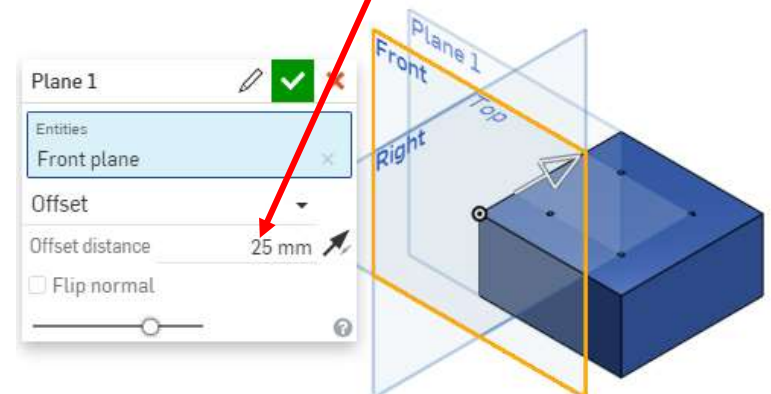 Plane 1
Entities
Front plane
Offset
Offset distance 25 mm
Flip normal
Plane 1
Front
Top
Right